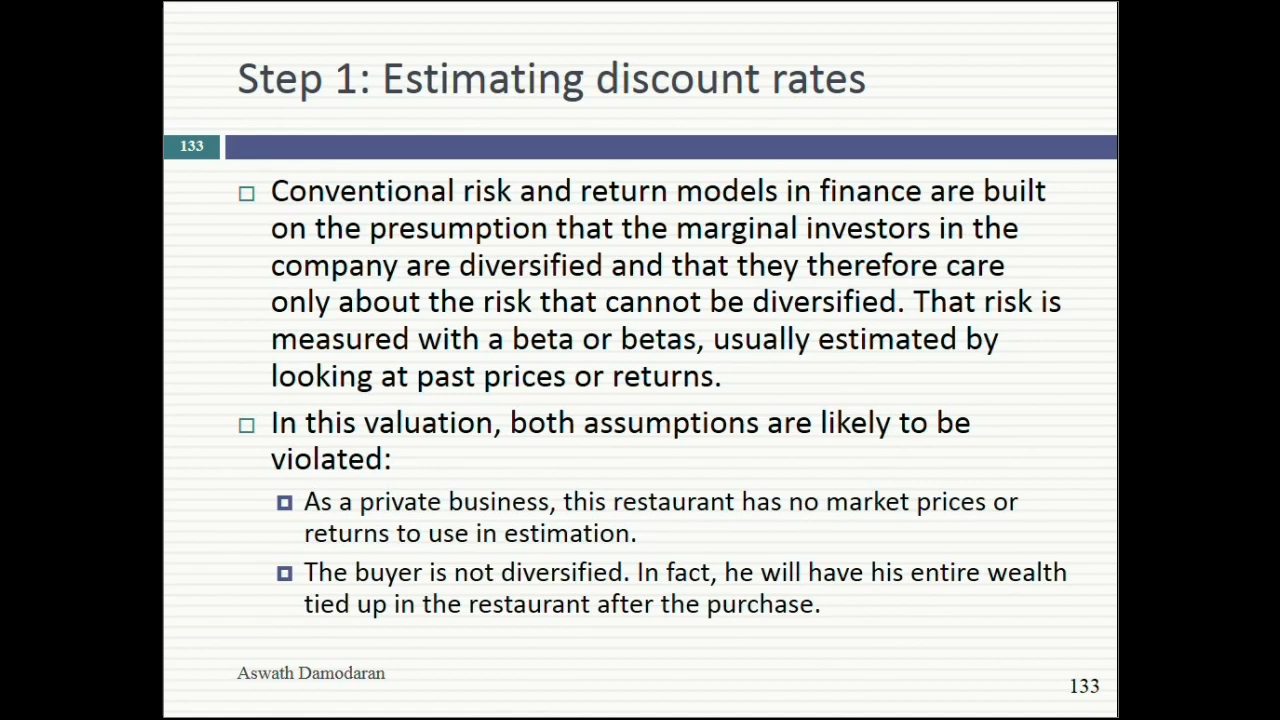 Step 1: Estimating discount rates
133
Conventional risk and return models in finance are built
on the presumption that the marginal investors in the
company are diversified and that they therefore care
only about the risk that cannot be diversified. That risk is
measured with a beta or betas, usually estimated by
looking at past prices or returns.
In this valuation, both assumptions are likely to be
violated:
As a private business, this restaurant has no market prices or
returns to use in estimation.
The buyer is not diversified. In fact, he will have his entire wealth
tied up in the restaurant after the purchase.
Aswath Damodaran
133